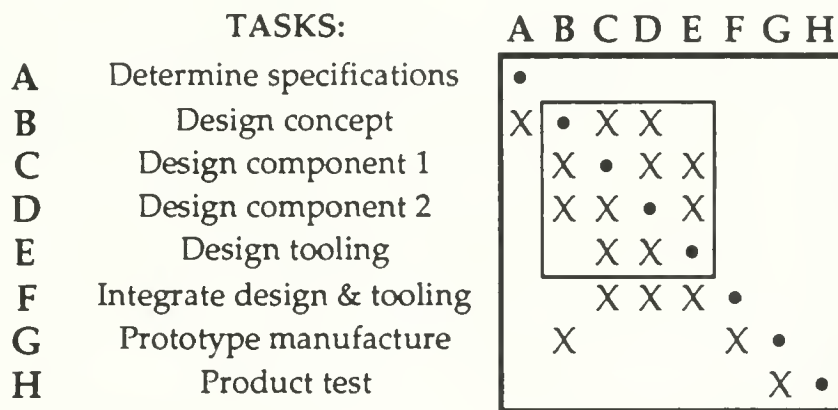 TASKS: A B C D E F G H
A Determine specifications •
B Design concept X • X X
C Design component 1 X • X X
D Design component 2 X X • X
E Design tooling X X •
F Integrate design & tooling X X X •
G Prototype manufacture X X •
H Product test X •